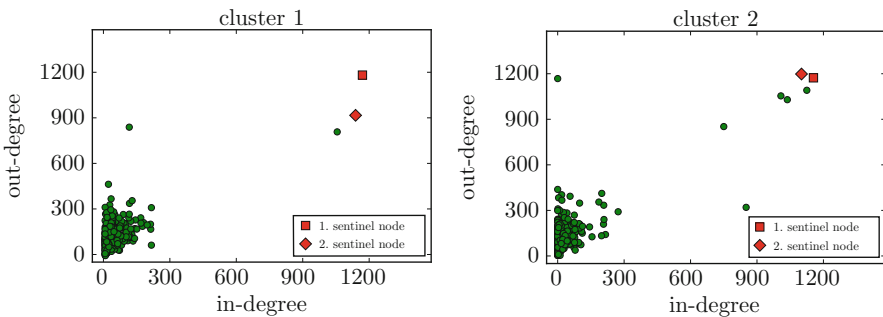 cluster 1
out-degree
1200
900
600
300
0
0
300
600
900
1200
in-degree
1. sentinel node
2. sentinel node
cluster 2
out-degree
1200
900
600
300
0
0
300
600
900
1200
in-degree
1. sentinel node
2. sentinel node